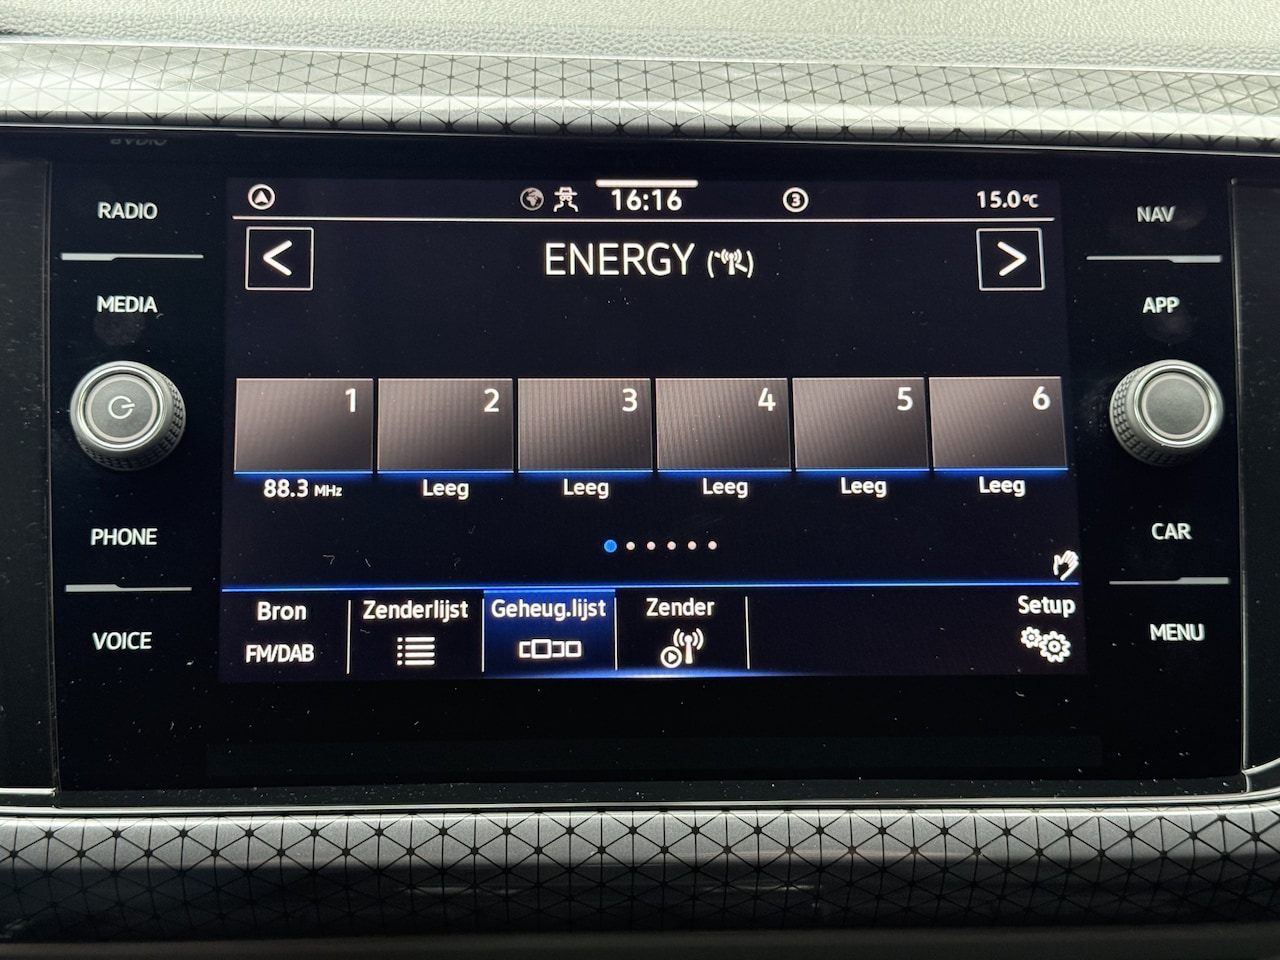 RADIO
MEDIA
PHONE
VOICE
16:16
3
15.0°C
<
ENERGY
>
1
2
3
4
5
6
88.3 MHz
Leeg
Leeg
Leeg
Leeg
Leeg
Bron
FM/DAB
Zenderlijst
Geheug.lijst
Zender
Setup
NAV
APP
CAR
MENU